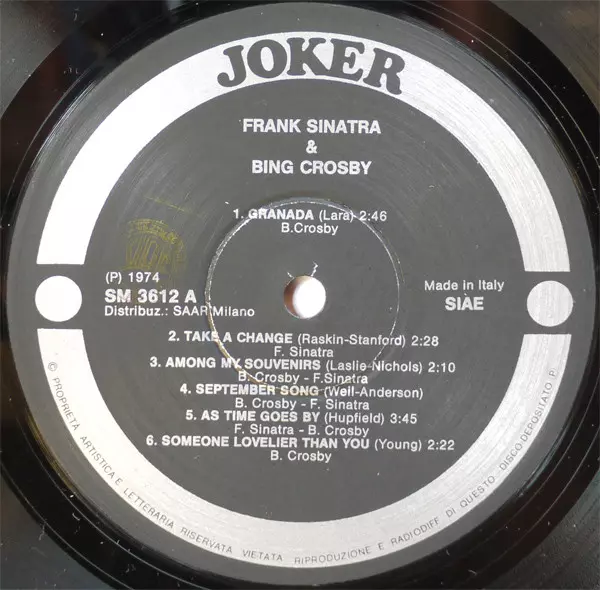 JOKER
FRANK SINATRA
&
BING CROSBY
1. GRANADA (Lara) 2:46
B.Crosby
(P) 1974
SM 3612 A
Distribuz.: SAAR Milano
Made in Italy
SIAE
2. TAKE A CHANGE (Raskin-Stanford) 2:28
F. Sinatra
3. AMONG MY SOUVENIRS (Laslie-Nichols) 2:10
B. Crosby - F.Sinatra
4. SEPTEMBER SONG (Weil-Anderson)
B. Crosby - F. Sinatra
5. AS TIME GOES BY (Hupfield) 3:45
F. Sinatra - B. Crosby
6. SOMEONE LOVELIER THAN YOU (Young) 2:22
B. Crosby
© PROPRIETA ARTISTICA E LETTERARIA RISERVATA VIETATA RIPRODUZIONE E RADIODIFF DI QUESTO DISCO DEPOSITATO P